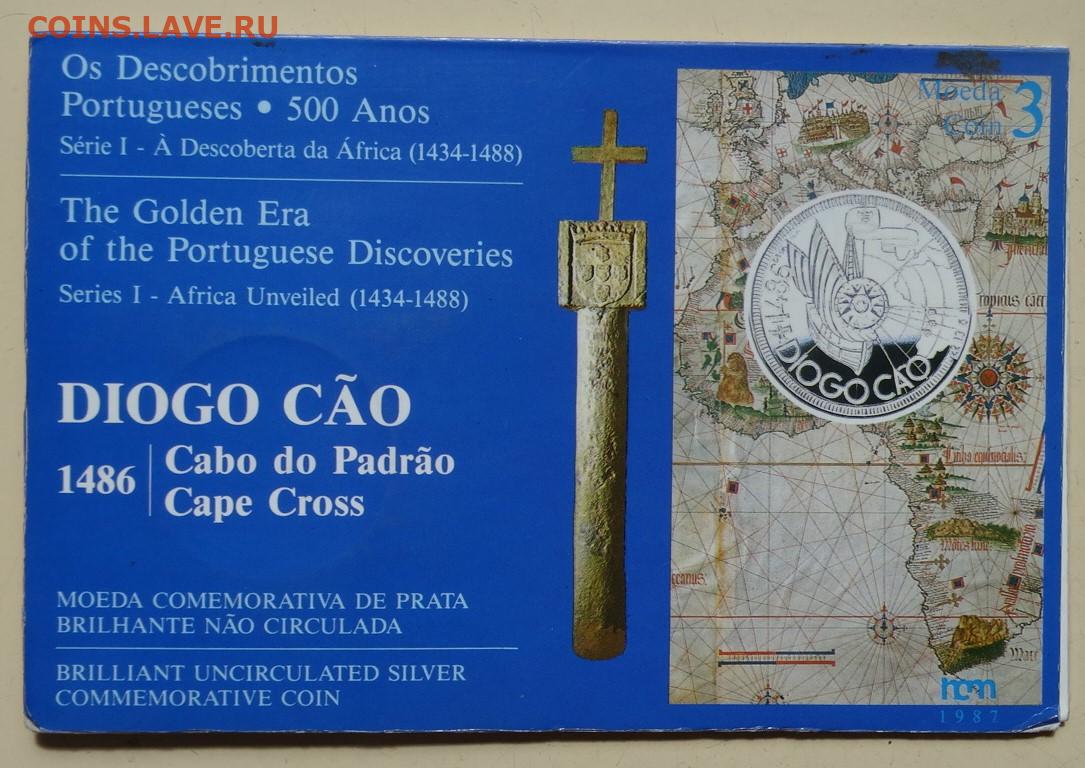 COINS.LAVE.RU
Os Descobrimentos
Portugueses • 500 Anos
Série I - À Descoberta da África (1434-1488)
The Golden Era
of the Portuguese Discoveries
Series I - Africa Unveiled (1434-1488)
DIOGO CÃO
1486
Cabo do Padrão
Cape Cross
MOEDA COMEMORATIVA DE PRATA
BRILHANTE NÃO CIRCULADA
BRILLIANT UNCIRCULATED SILVER
COMMEMORATIVE COIN
Moeda
Coin
3
1486
DIOGO CÃO
ncm
1987